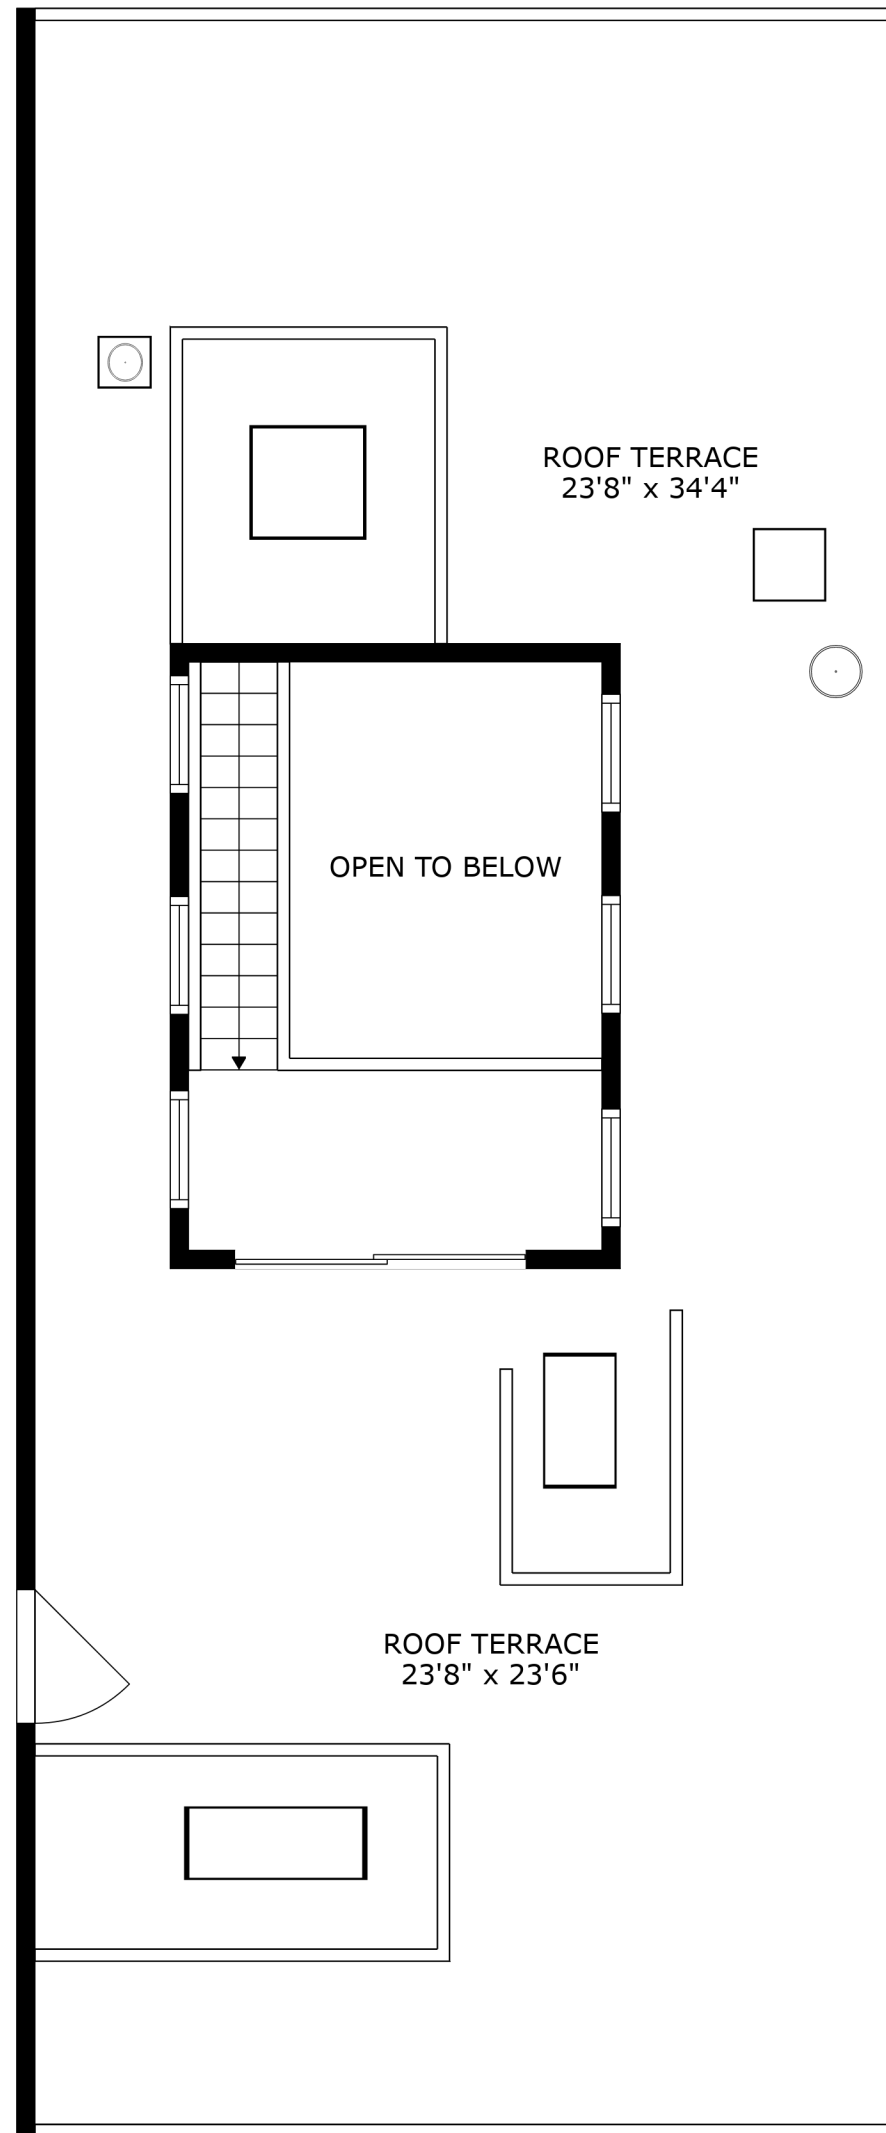 ROOF TERRACE
23'8" x 34'4"
OPEN TO BELOW
ROOF TERRACE
23'8" x 23'6"